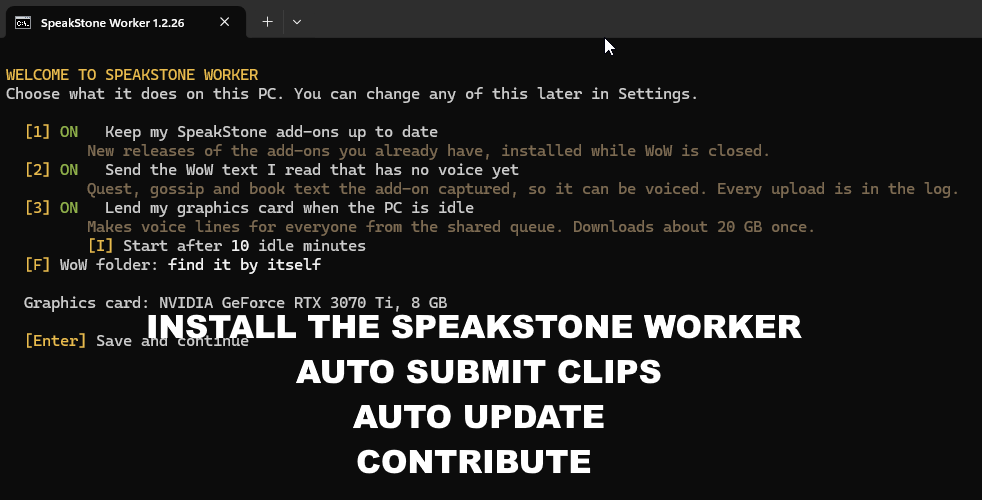 SpeakStone Worker 1.2.26
WELCOME TO SPEAKSTONE WORKER
Choose what it does on this PC. You can change any of this later in Settings.
[1] ON Keep my SpeakStone add-ons up to date
New releases of the add-ons you already have, installed while WoW is closed.
[2] ON Send the WoW text I read that has no voice yet
Quest, gossip and book text the add-on captured, so it can be voiced. Every upload is in the log.
[3] ON Lend my graphics card when the PC is idle
Makes voice lines for everyone from the shared queue. Downloads about 20 GB once.
[I] Start after 10 idle minutes
[F] WoW folder: find it by itself
Graphics card: NVIDIA GeForce RTX 3070 Ti, 8 GB
INSTALL THE SPEAKSTONE WORKER
[Enter] Save and continue
AUTO SUBMIT CLIPS
AUTO UPDATE
CONTRIBUTE